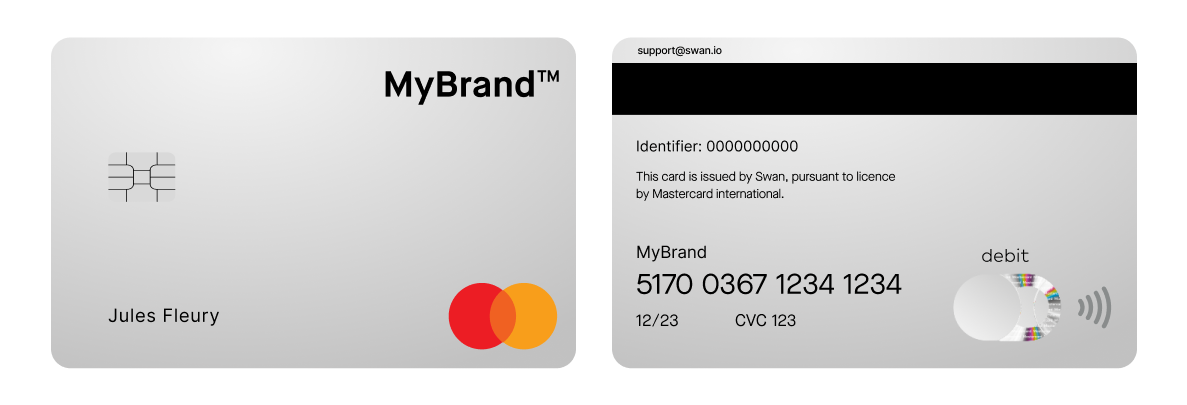 MyBrand™
Jules Fleury
support@swan.io
Identifier: 0000000000
This card is issued by Swan, pursuant to licence
by Mastercard international.
MyBrand
5170 0367 1234 1234
12/23 CVC 123
debit